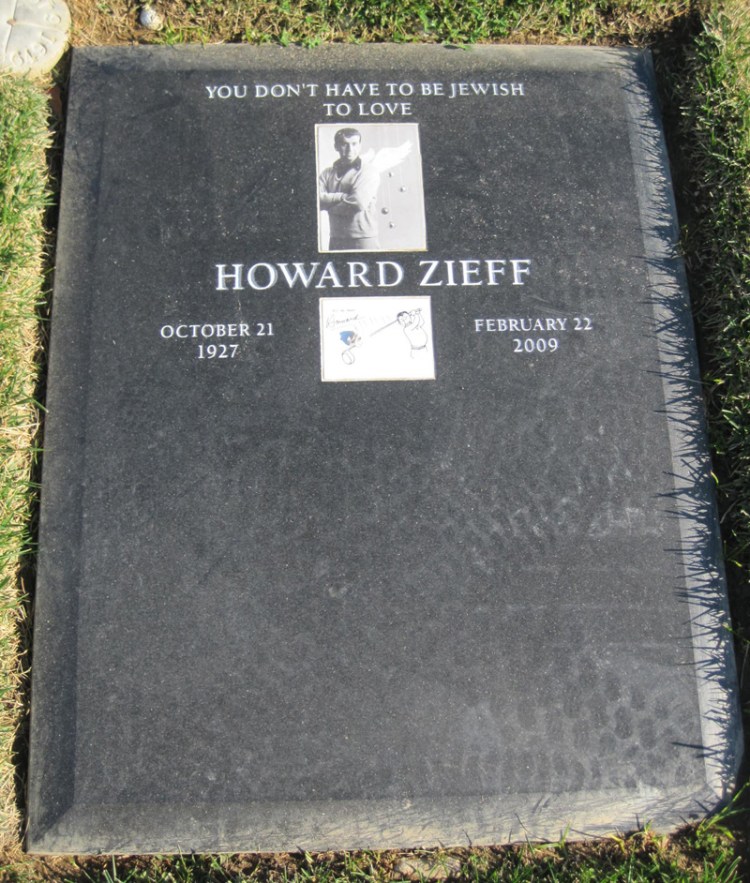 YOU DON'T HAVE TO BE JEWISH
TO LOVE
HOWARD ZIEFF
OCTOBER 21
1927
FEBRUARY 22
2009